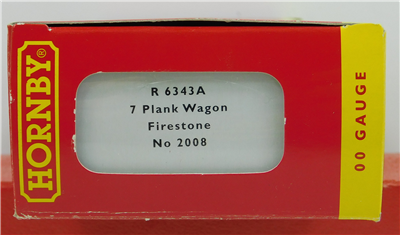 HORNBY®
R 6343A
7 Plank Wagon
Firestone
No 2008
00 GAUGE